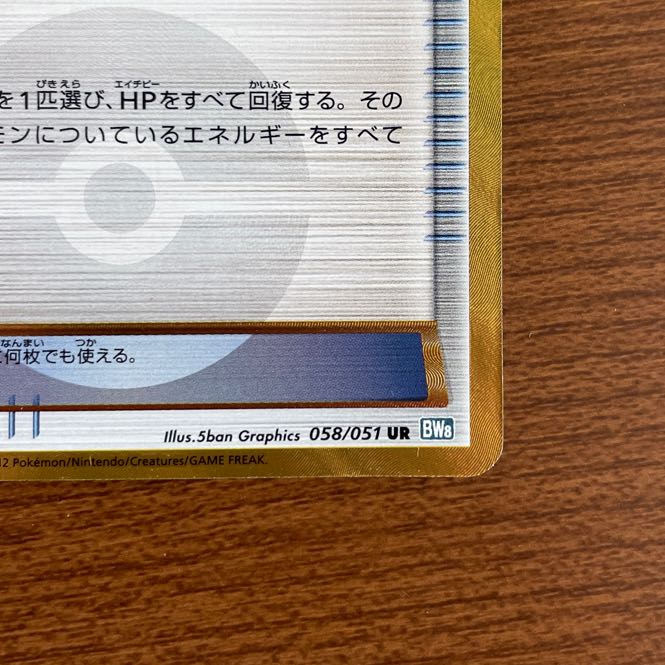 を1匹選び、HPをすべて回復する。その
モンについているエネルギーをすべて
何枚でも使える。
Illus.5ban Graphics 058/051 UR BW8
12 Pokémon/Nintendo/Creatures/GAME FREAK.